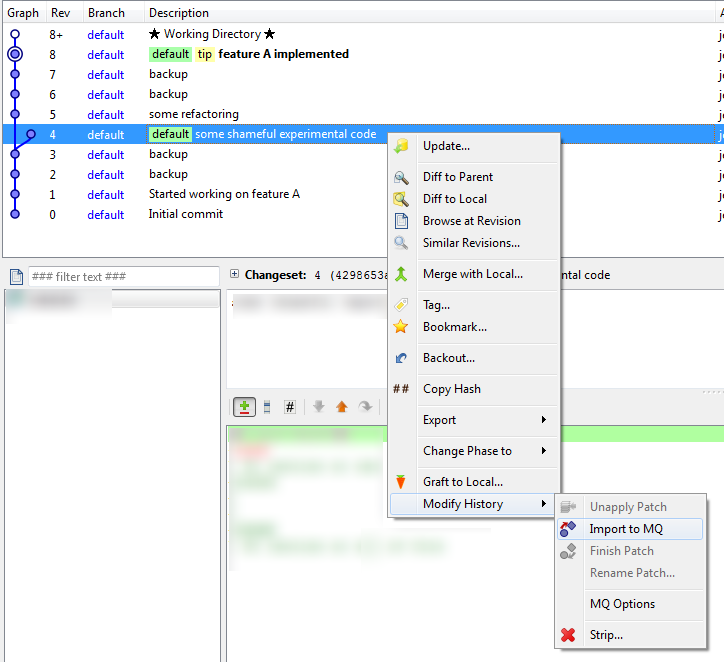 Graph Rev Branch Description A
8+ default ★ Working Directory ★
8 default default tip feature A implemented j
7 default backup j
6 default backup j
5 default some refactoring j
4 default default some shameful experimental code j
3 default backup j
2 default backup j
1 default Started working on feature A j
0 default Initial commit j
Update...
Diff to Parent
Diff to Local
Browse at Revision
Similar Revisions...
Merge with Local...
Tag...
Bookmark...
Backout...
## Copy Hash
Export
Change Phase to
Graft to Local...
Modify History
### filter text ###
Changeset: 4 (4298653a ntal code
#
Unapply Patch
Import to MQ
Finish Patch
Rename Patch...
MQ Options
Strip...